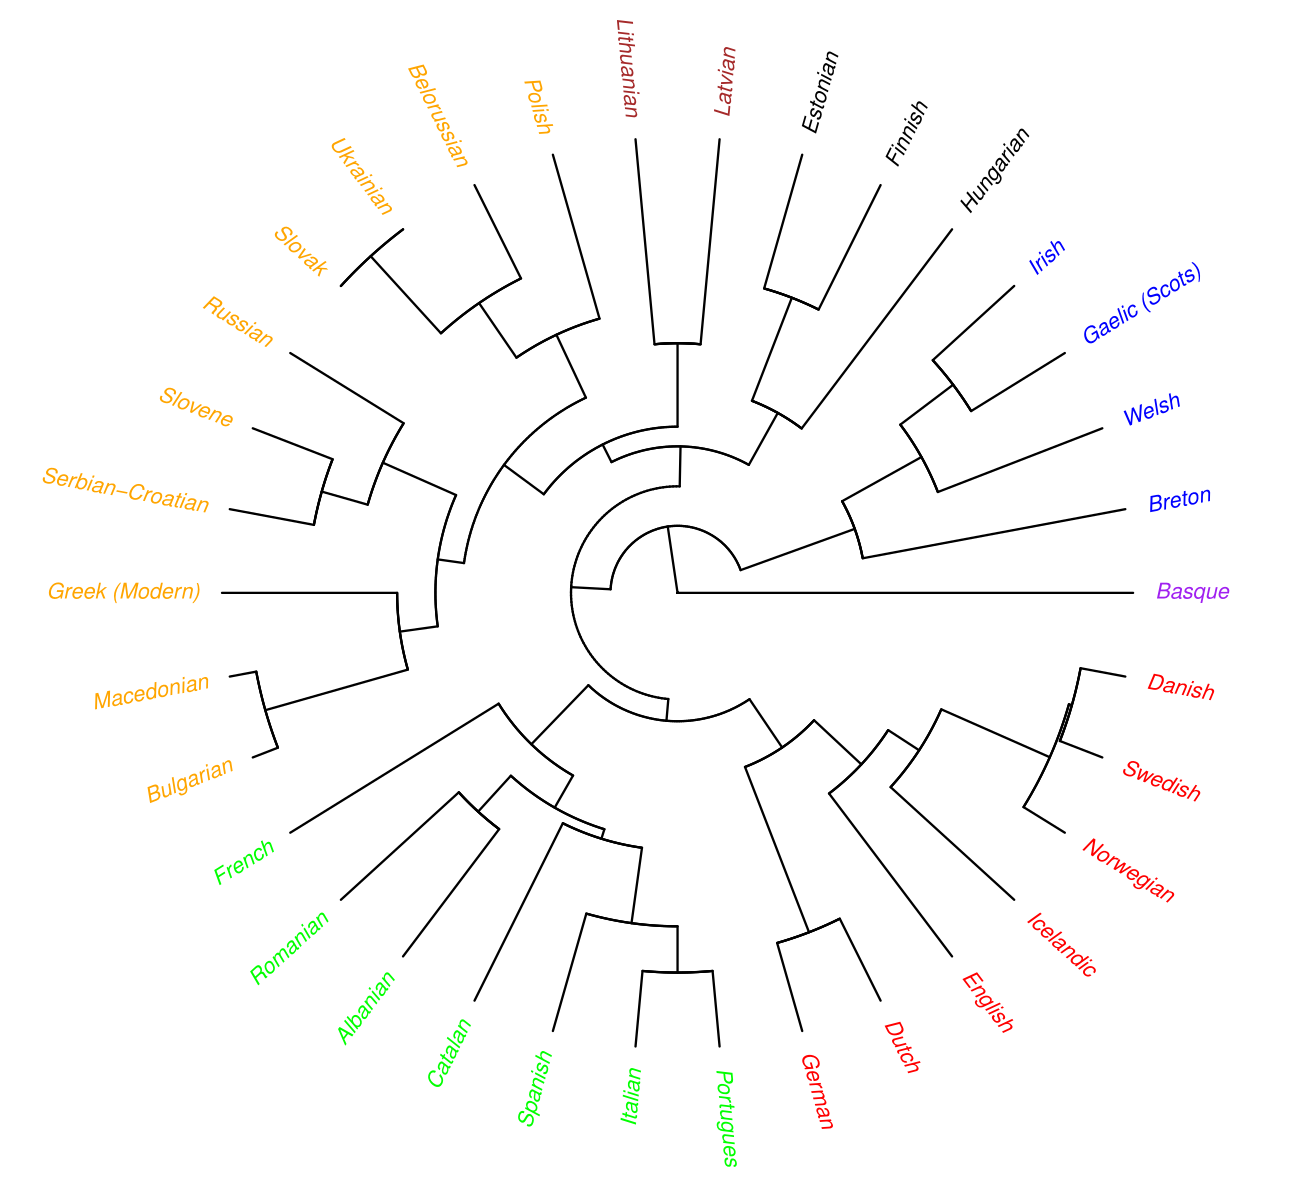 Lithuanian
Latvian
Estonian
Finnish
Hungarian
Irish
Gaelic (Scots)
Welsh
Breton
Basque
Danish
Swedish
Norwegian
Icelandic
English
Dutch
German
Portugues
Italian
Spanish
Catalan
Albanian
Romanian
French
Bulgarian
Macedonian
Greek (Modern)
Serbian−Croatian
Slovene
Russian
Slovak
Ukrainian
Belorussian
Polish